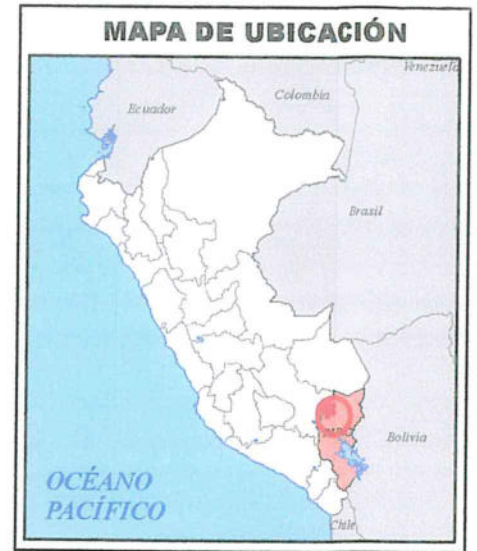 MAPA DE UBICACIÓN
Venezuela
Colombia
Ecuador
Brasil
Bolivia
OCÉANO
PACÍFICO
Chile